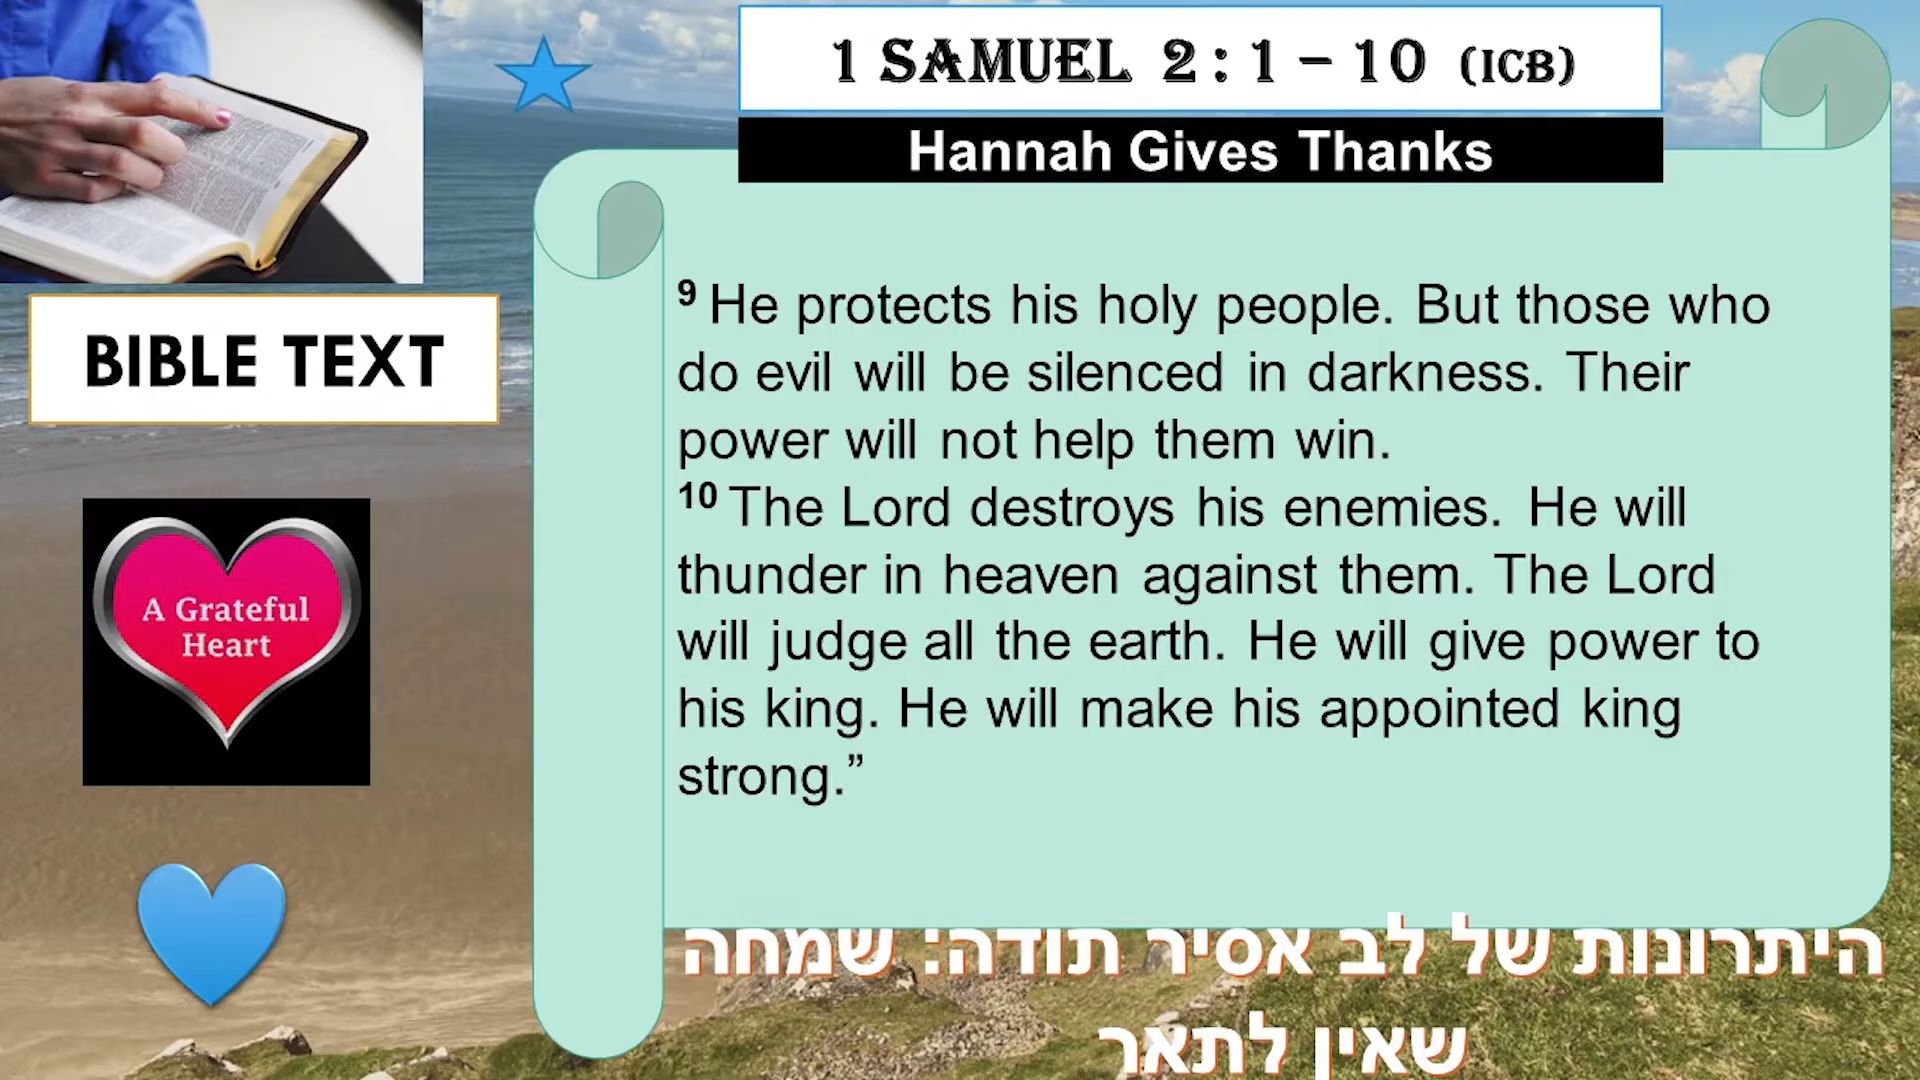 1 SAMUEL 2 : 1 – 10 (ICB)
Hannah Gives Thanks
BIBLE TEXT
A Grateful
Heart
9 He protects his holy people. But those who
do evil will be silenced in darkness. Their
power will not help them win.
10 The Lord destroys his enemies. He will
thunder in heaven against them. The Lord
will judge all the earth. He will give power to
his king. He will make his appointed king
strong.”
היתרונות של לב אסיר תודה: שמחה
שאין לתאר